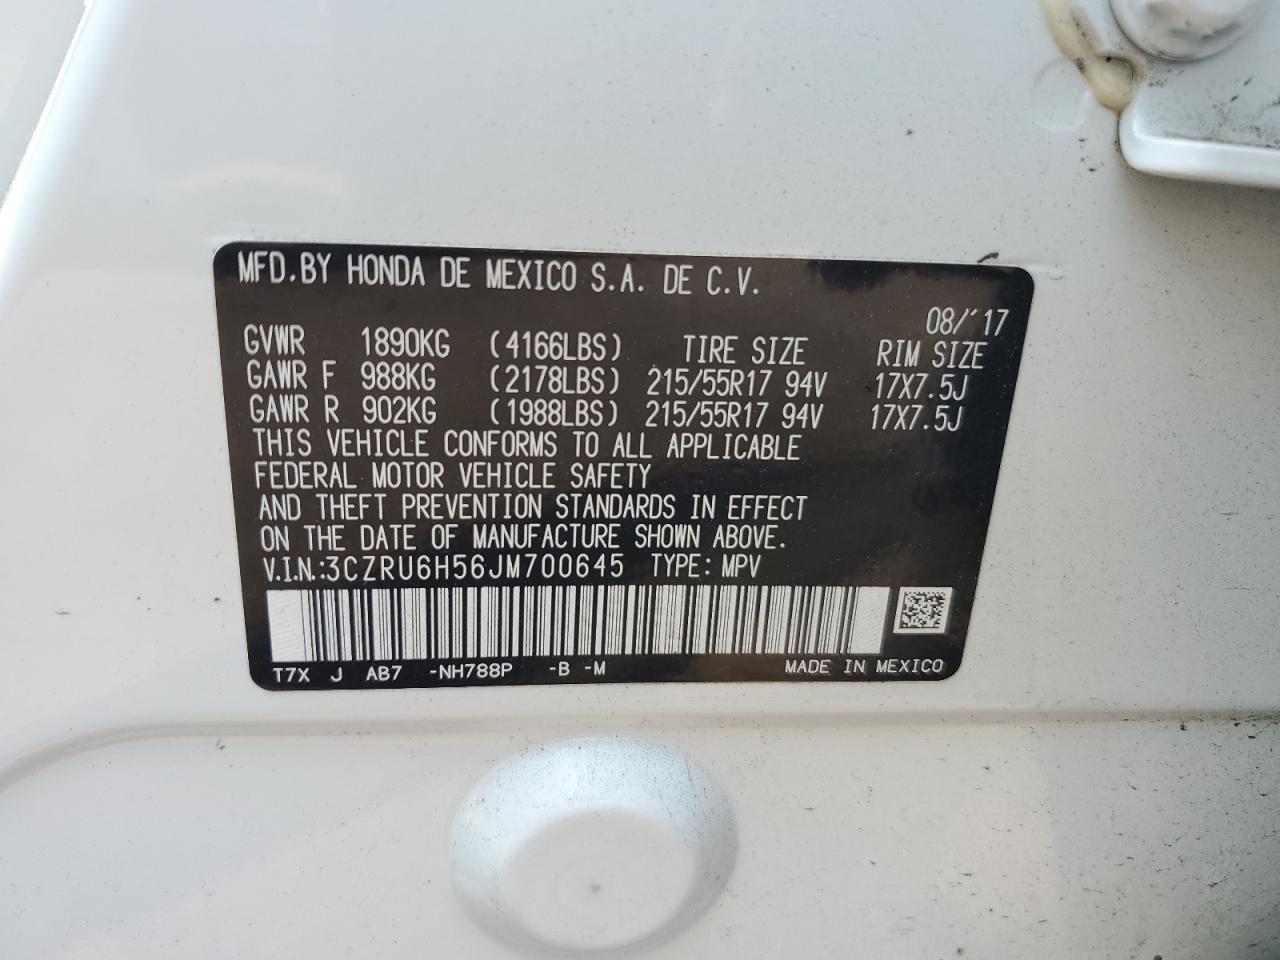 MFD.BY HONDA DE MEXICO S.A. DE C.V.
08/'17
GVWR 1890KG (4166LBS) TIRE SIZE RIM SIZE
GAWR F 988KG (2178LBS) 215/55R17 94V 17X7.5J
GAWR R 902KG (1988LBS) 215/55R17 94V 17X7.5J
THIS VEHICLE CONFORMS TO ALL APPLICABLE
FEDERAL MOTOR VEHICLE SAFETY
AND THEFT PREVENTION STANDARDS IN EFFECT
ON THE DATE OF MANUFACTURE SHOWN ABOVE.
V.I.N.:3CZRU6H56JM700645 TYPE: MPV
T7X J AB7 -NH788P -B -M MADE IN MEXICO